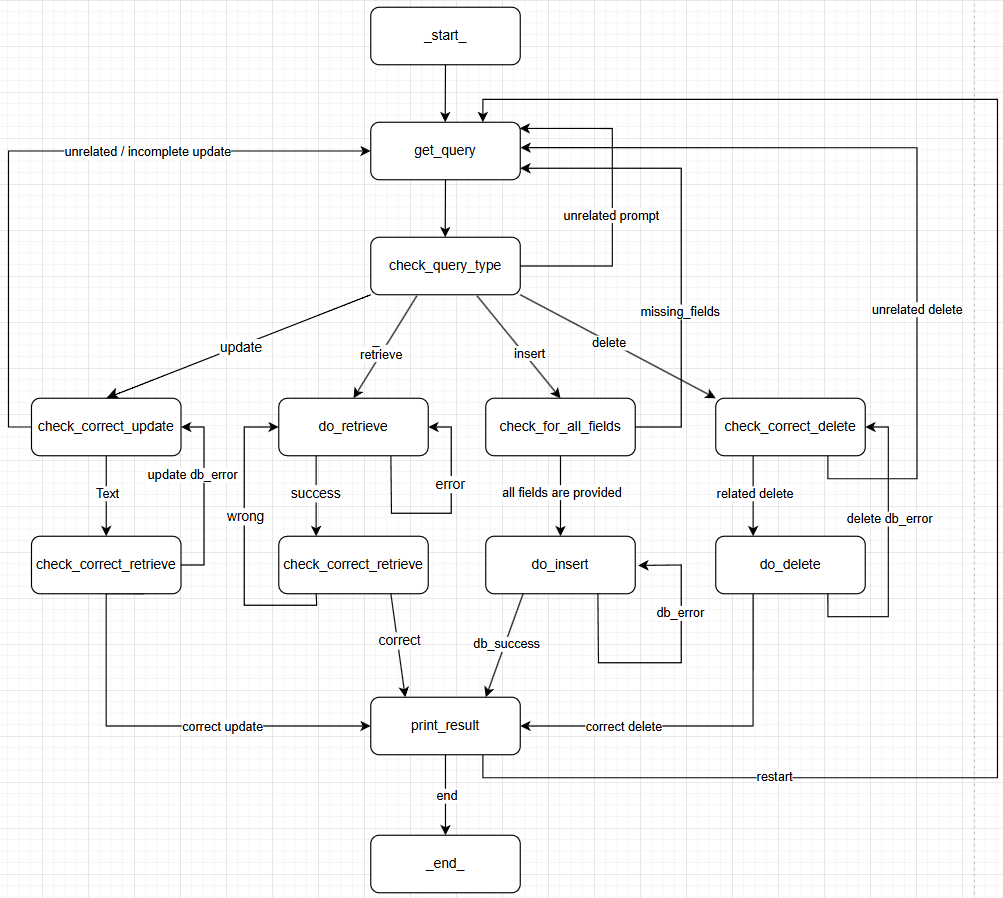 _start_
get_query
unrelated / incomplete update
unrelated prompt
check_query_type
missing_fields
unrelated delete
update
_
retrieve
insert
delete
check_correct_update
do_retrieve
check_for_all_fields
check_correct_delete
update db_error
error
Text
success
all fields are provided
related delete
wrong
delete db_error
check_correct_retrieve
check_correct_retrieve
do_insert
do_delete
db_error
correct
db_success
correct update
print_result
correct delete
restart
end
_end_